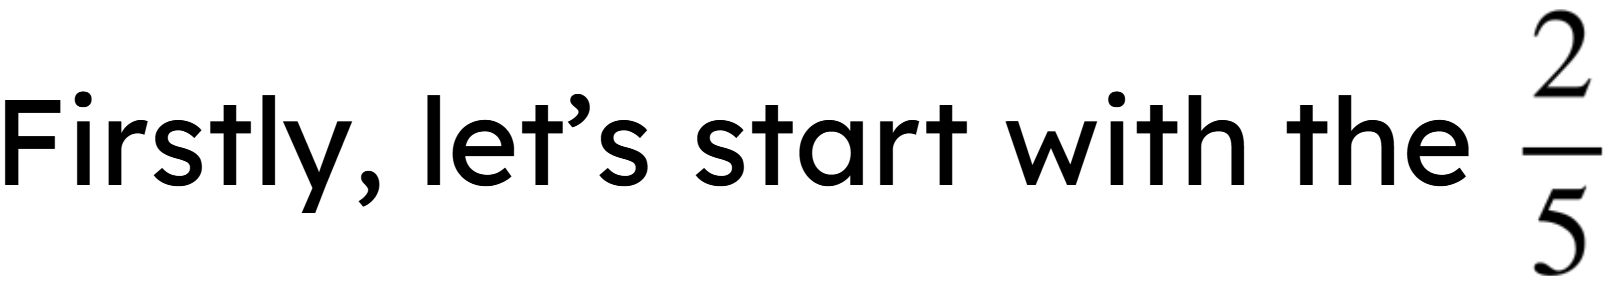 Firstly, let’s start with the 2/5